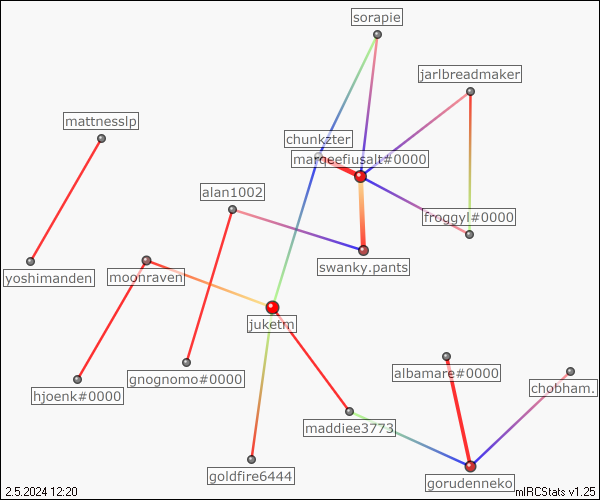 sorapie
jarlbreadmaker
mattnesslp
chunkzter
marqeefiusalt#0000
alan1002
froggyl#0000
swanky.pants
yoshimanden
moonraven
juketm
albamare#0000
gnognomo#0000
chobham.
hjoenk#0000
maddiee3773
goldfire6444
gorudenneko
2.5.2024 12:20
mIRCStats v1.25